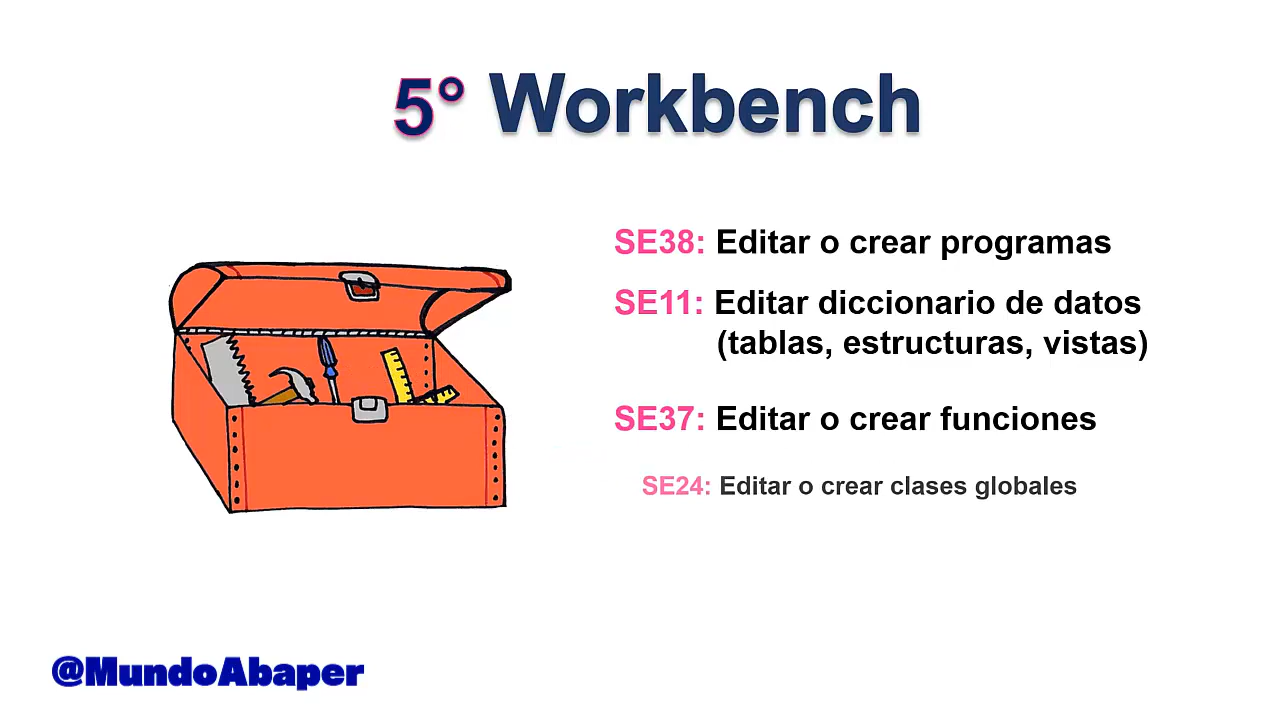 5° Workbench
SE38: Editar o crear programas
SE11: Editar diccionario de datos
(tablas, estructuras, vistas)
SE37: Editar o crear funciones
SE24: Editar o crear clases globales
@MundoAbaper